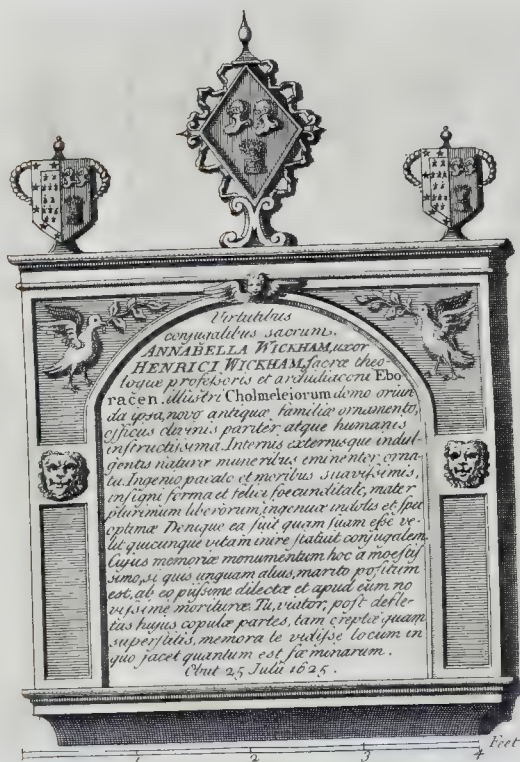 Virtutibus
conjugalibus sacrum.
ANNABELLA WICKHAM, uxor
HENRICI WICKHAM, sacræ theo-
logiæ professoris et archidiaconi Ebo
račen. illustri Cholmeleiorum domo oriun
da ipsa, novo antiquæ familiæ ornamento,
officiis divinis pariter atque humanis
instructissima. Internis externisque indul-
gentis naturæ muneribus eminenter orna-
ta. Ingenio parato et moribus suavissimis,
insigni forma et felici foecunditate, mater
plurimum liberorum, ingenuæ indolis et spei
optimæ Denique ea fuit quam suam esse ve-
lit quicunque vitam inire statuit conjugalem.
Cujus memoriæ monumentum hoc a moestis
simo, si quis unquam alius, marito positum
est, ab eo piissime dilectæ et apud eum no
vissime morituræ. Tu, viator, post defle-
tas hujus copulæ partes, tam ereptæ quam
superstitis, memora te vidisse locum in
quo jacet quantum est fæminarum.
Obiit 25 Julii 1625.
1 2 3 4 Feet